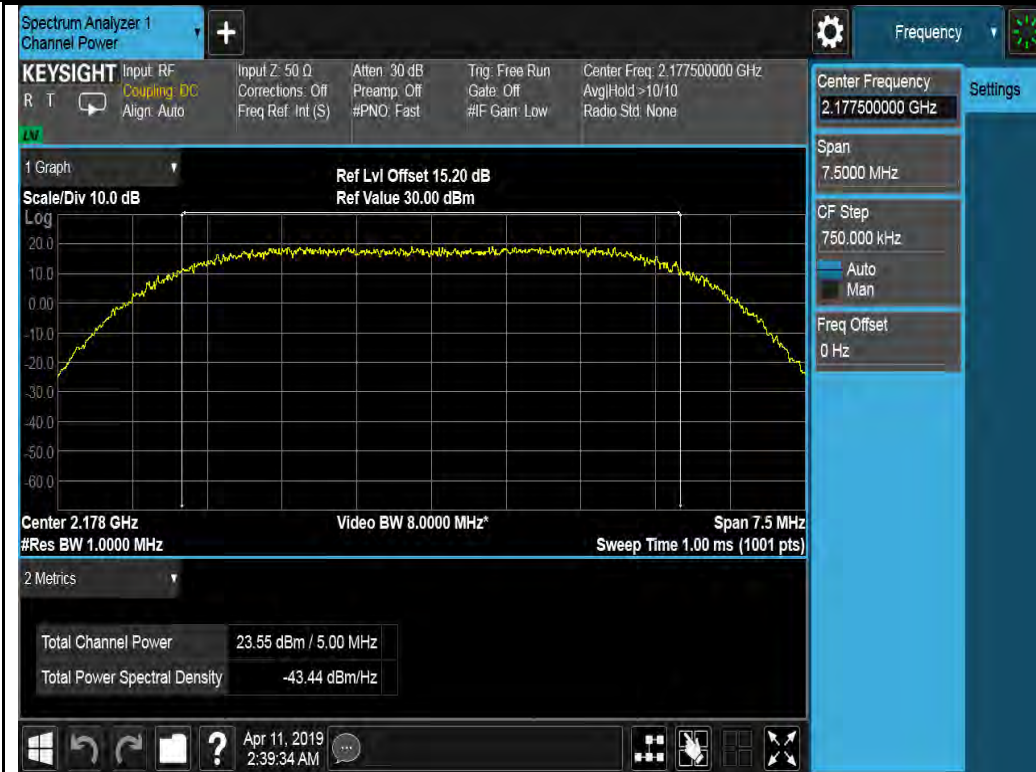 Spectrum Analyzer 1
Channel Power
+
Frequency
KEYSIGHT
R T
Input: RF
Coupling: DC
Align: Auto
Input Z: 50 Ω
Corrections: Off
Freq Ref: Int (S)
Atten: 30 dB
Preamp: Off
#PNO: Fast
Trig: Free Run
Gate: Off
#IF Gain: Low
Center Freq: 2.177500000 GHz
Avg|Hold >10/10
Radio Std: None
Center Frequency
2.177500000 GHz
Settings
Span
7.5000 MHz
CF Step
750.000 kHz
Auto
Man
Freq Offset
0 Hz
1 Graph
Scale/Div 10.0 dB
Ref Lvl Offset 15.20 dB
Ref Value 30.00 dBm
Log
20.0
10.0
0.00
-10.0
-20.0
-30.0
-40.0
-50.0
-60.0
Center 2.178 GHz
#Res BW 1.0000 MHz
Video BW 8.0000 MHz*
Span 7.5 MHz
Sweep Time 1.00 ms (1001 pts)
2 Metrics
Total Channel Power 23.55 dBm / 5.00 MHz
Total Power Spectral Density -43.44 dBm/Hz
?
Apr 11, 2019
2:39:34 AM